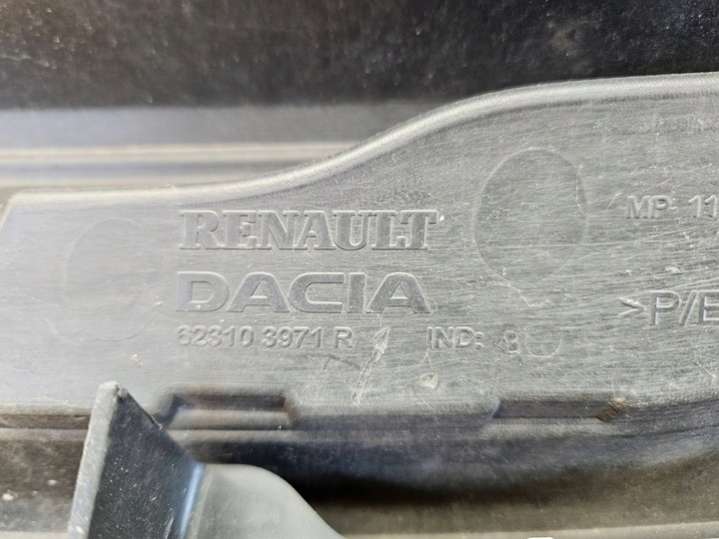 RENAULT
DACIA
62310 3971 R IND:
MP 11
>P/E